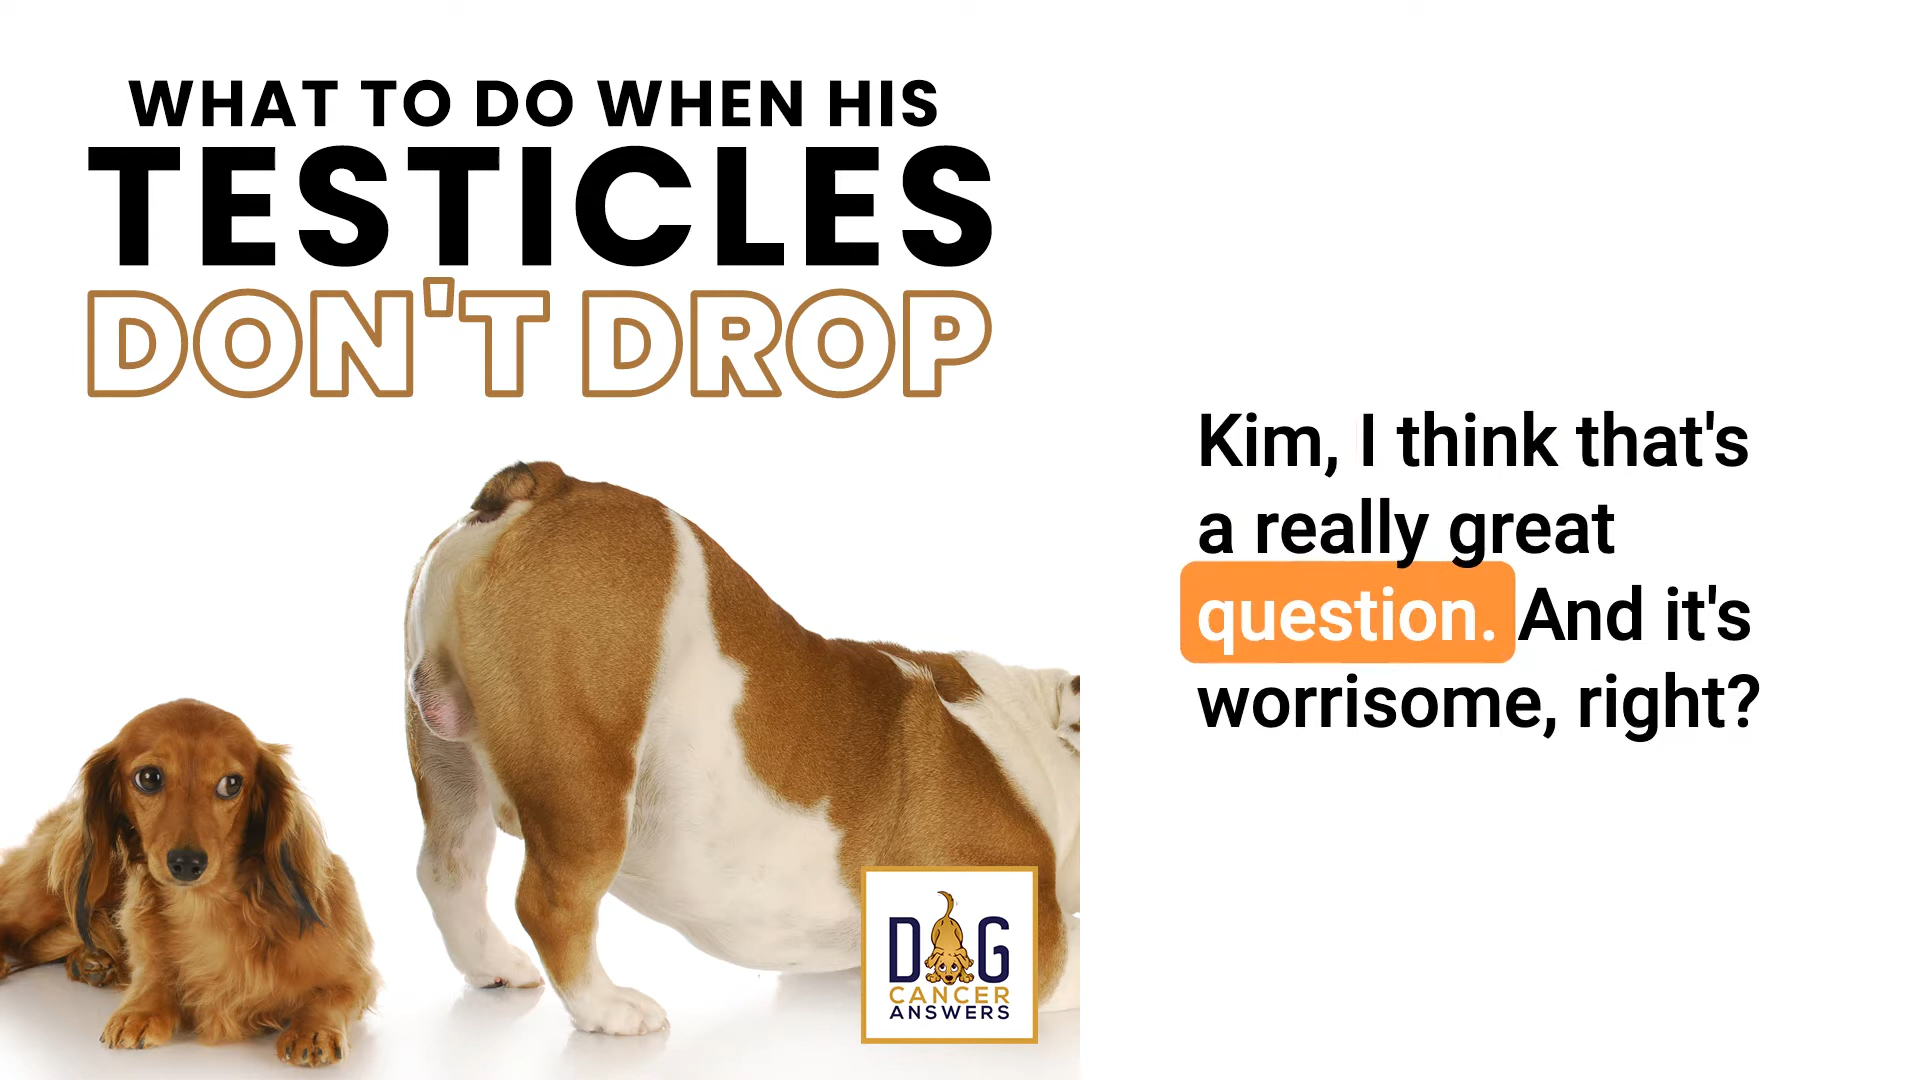 WHAT TO DO WHEN HIS
TESTICLES
DON'T DROP
Kim, I think that's
a really great
question. And it's
worrisome, right?
DOG
CANCER
ANSWERS